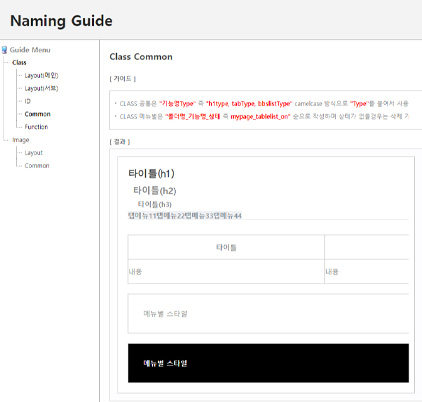 Naming Guide
Guide Menu
Class
Layout(메인)
Layout(서브)
ID
Common
Function
Image
Layout
Common
Class Common
[ 가이드 ]
CLASS 공통은 "기능명Type" 즉 "h1type, tabType, bbslistType" camelcase 방식으로 "Type"를 붙여서 사용
CLASS 메뉴별은 "폴더명_기능명_상태 즉 mypage_tablelist_on" 순으로 작성하며 상태가 없을경우는 삭제 가
[ 결과 ]
타이틀(h1)
타이틀(h2)
타이틀(h3)
탭메뉴11탭메뉴22탭메뉴33탭메뉴44
타이틀
내용 내용
메뉴별 스타일
메뉴별 스타일